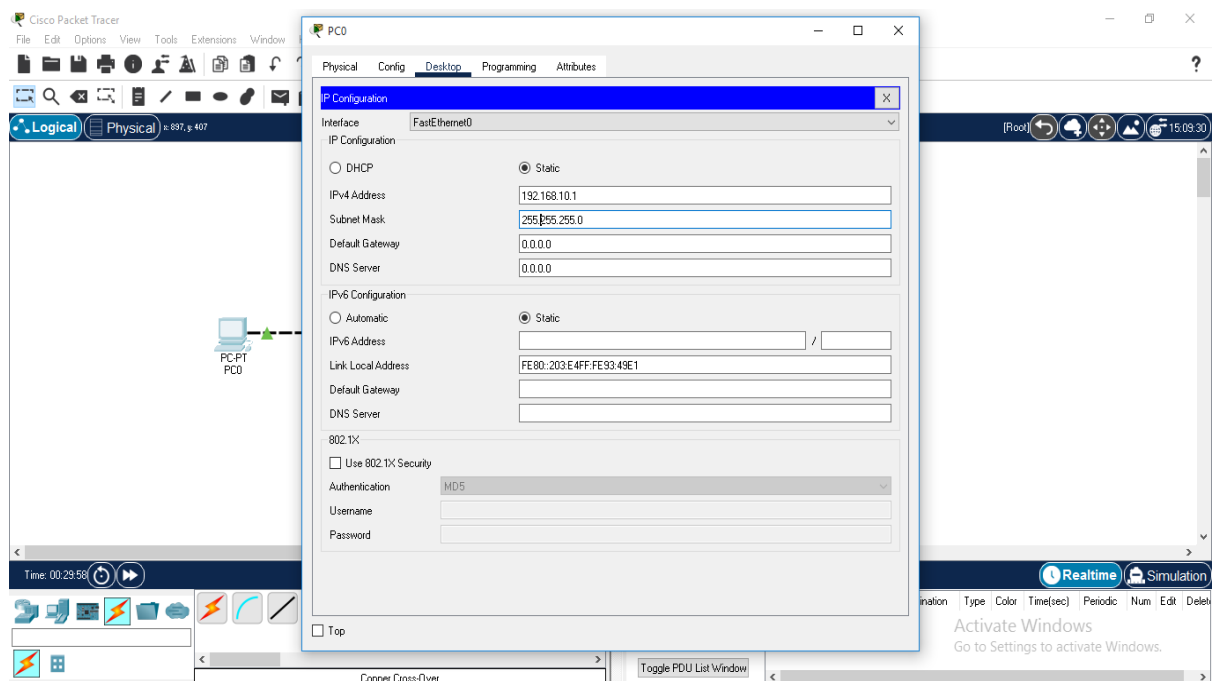 Cisco Packet Tracer
File Edit Options View Tools Extensions Window
PC0
Physical Config Desktop Programming Attributes
IP Configuration X
Interface FastEthernet0
IP Configuration
DHCP Static
IPv4 Address 192.168.10.1
Subnet Mask 255.255.255.0
Default Gateway 0.0.0.0
DNS Server 0.0.0.0
IPv6 Configuration
Automatic Static
IPv6 Address /
Link Local Address FE80::203:E4FF:FE93:49E1
Default Gateway
DNS Server
802.1X
Use 802.1X Security
Authentication MD5
Username
Password
Top
?
Logical Physical x: 897, y: 407
[Root] 15:09:30
PC-PT
PC0
Time: 00:29:58
Realtime Simulation
Type Color Time(sec) Periodic Num Edit
Activate Windows
Go to Settings to activate Windows.
Toggle PDU List Window
Copper Cross-Over